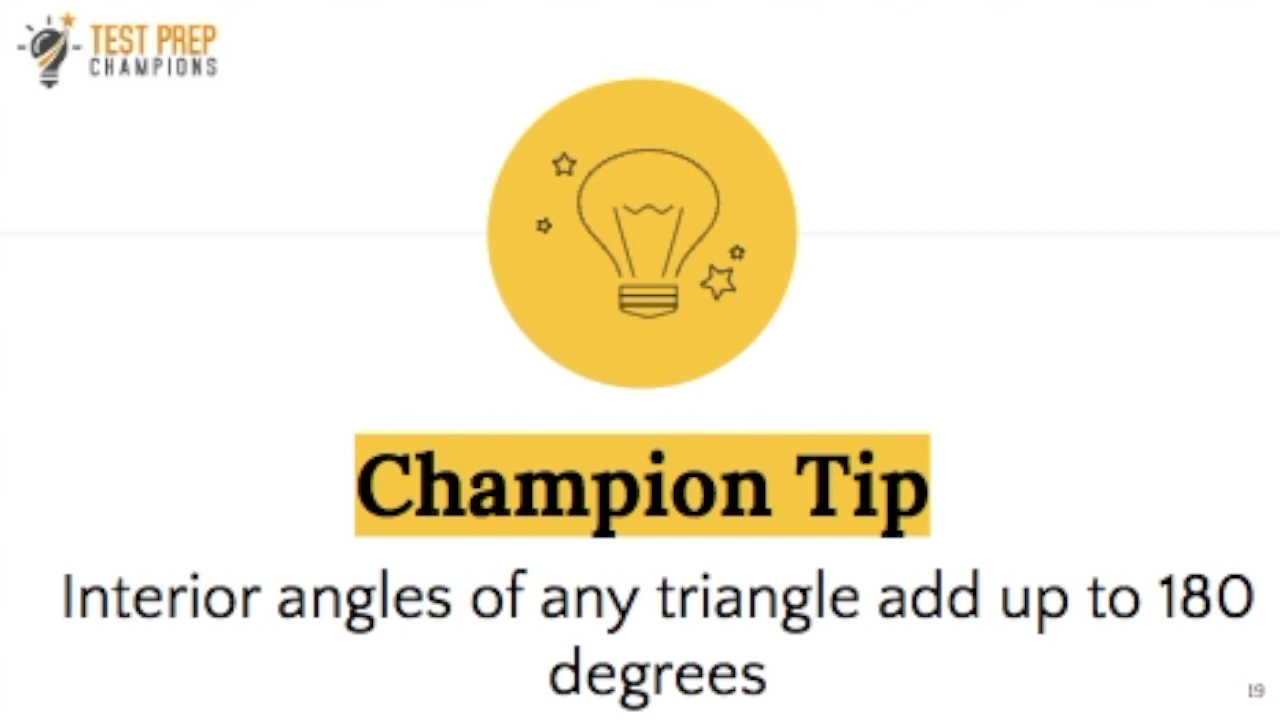 TEST PREP
CHAMPIONS
Champion Tip
Interior angles of any triangle add up to 180
degrees
19